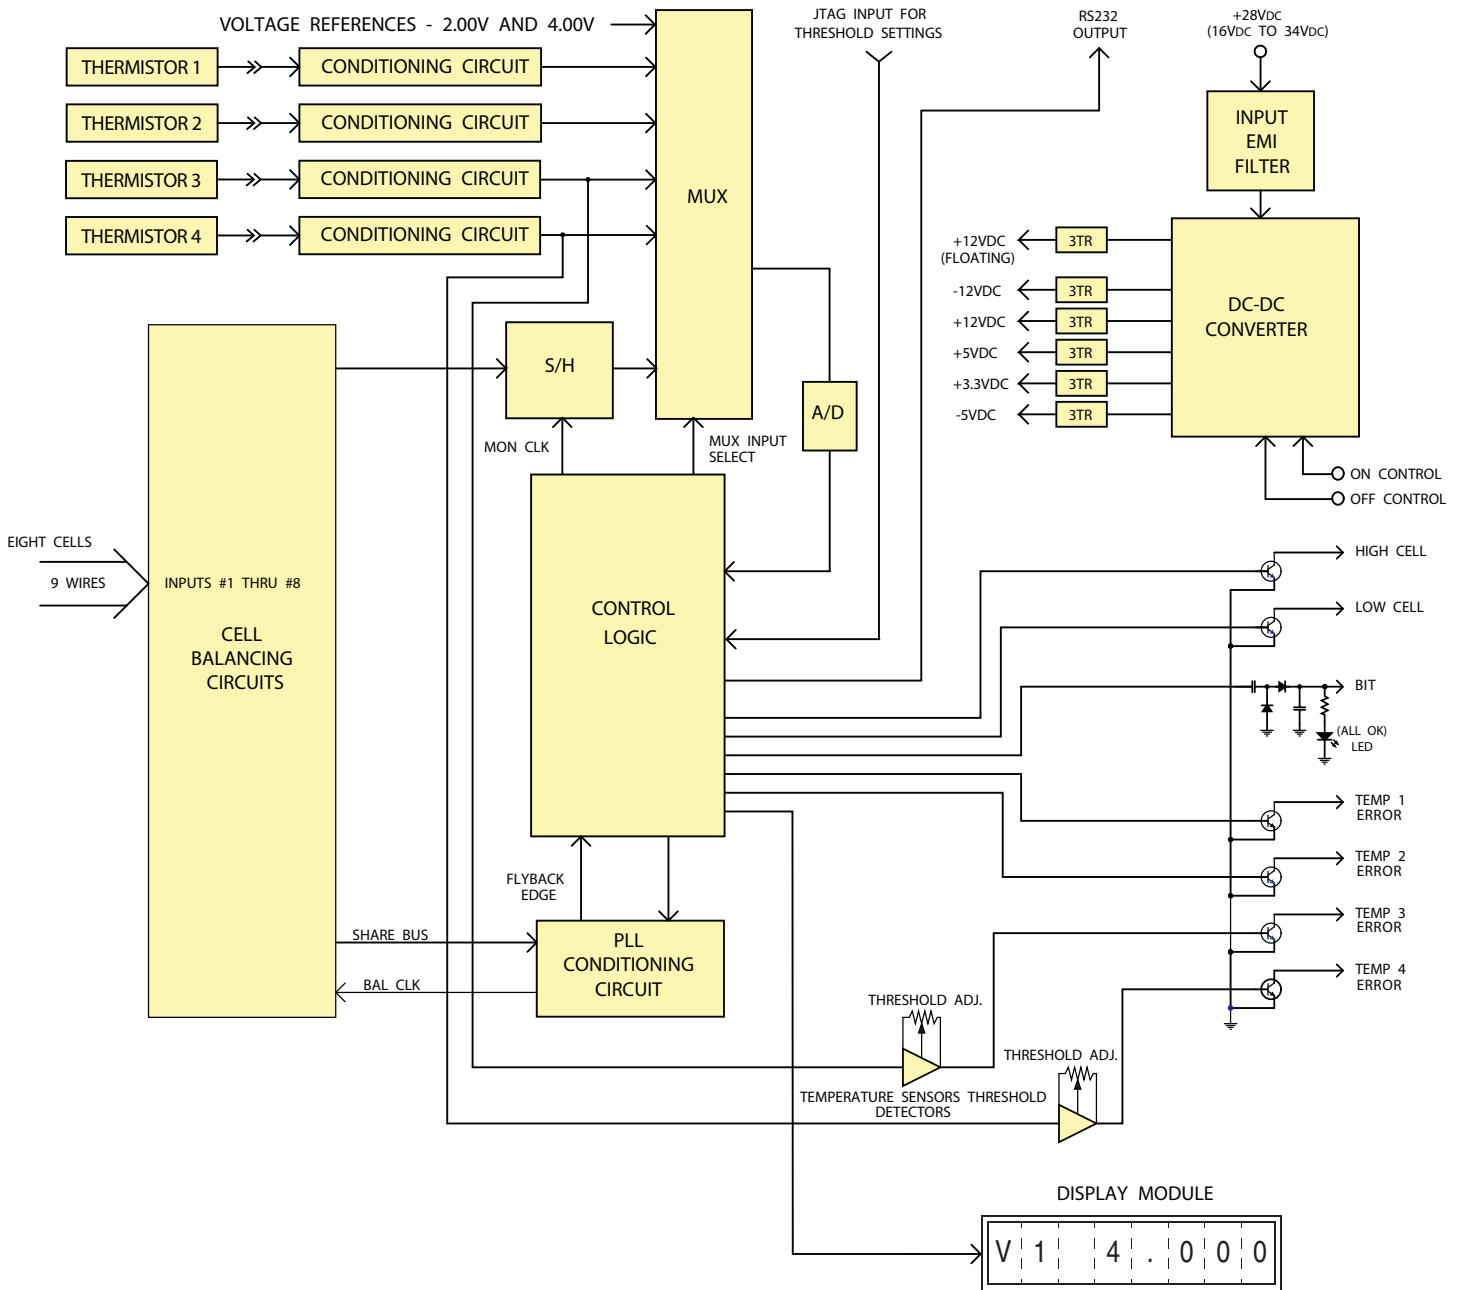 VOLTAGE REFERENCES - 2.00V AND 4.00V
THERMISTOR 1
CONDITIONING CIRCUIT
THERMISTOR 2
CONDITIONING CIRCUIT
THERMISTOR 3
CONDITIONING CIRCUIT
THERMISTOR 4
CONDITIONING CIRCUIT
MUX
JTAG INPUT FOR
THRESHOLD SETTINGS
RS232
OUTPUT
+28VDC
(16VDC TO 34VDC)
INPUT
EMI
FILTER
DC-DC
CONVERTER
+12VDC
(FLOATING)
3TR
-12VDC
3TR
+12VDC
3TR
+5VDC
3TR
+3.3VDC
3TR
-5VDC
3TR
ON CONTROL
OFF CONTROL
S/H
A/D
MON CLK
MUX INPUT
SELECT
EIGHT CELLS
9 WIRES
INPUTS #1 THRU #8
CELL
BALANCING
CIRCUITS
CONTROL
LOGIC
HIGH CELL
LOW CELL
BIT
(ALL OK)
LED
TEMP 1
ERROR
TEMP 2
ERROR
TEMP 3
ERROR
TEMP 4
ERROR
FLYBACK
EDGE
SHARE BUS
BAL CLK
PLL
CONDITIONING
CIRCUIT
THRESHOLD ADJ.
THRESHOLD ADJ.
TEMPERATURE SENSORS THRESHOLD
DETECTORS
DISPLAY MODULE
V 1 4 . 0 0 0